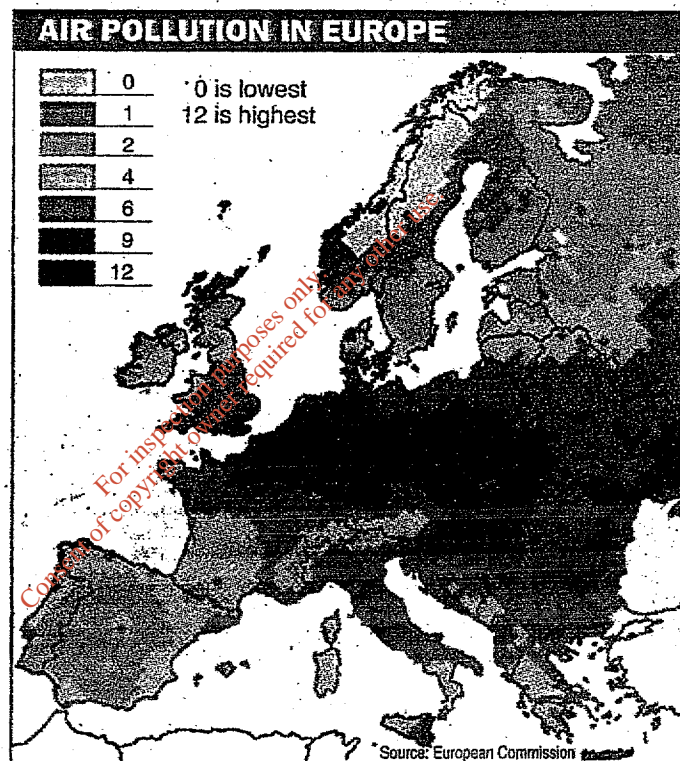 AIR POLLUTION IN EUROPE
0
0 is lowest
1
12 is highest
2
4
6
9
12
For inspection purposes only.
Consent of copyright owner required for any other use.
Source: European Commission